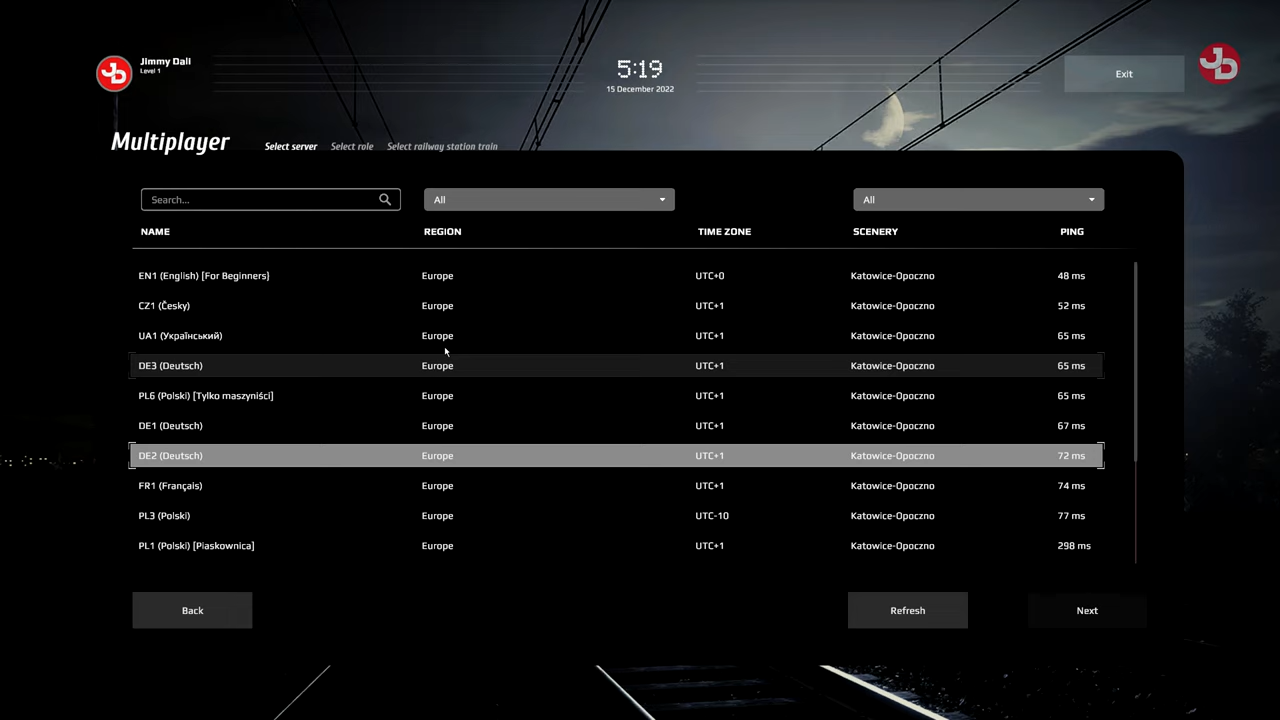 JD
Jimmy Dali
Level 1
5:19
15 December 2022
Exit
JD
Multiplayer
Select server
Select role
Select railway station train
Search...
All
All
NAME REGION TIME ZONE SCENERY PING
EN1 (English) [For Beginners] Europe UTC+0 Katowice-Opoczno 48 ms
CZ1 (Česky) Europe UTC+1 Katowice-Opoczno 52 ms
UA1 (Український) Europe UTC+1 Katowice-Opoczno 65 ms
DE3 (Deutsch) Europe UTC+1 Katowice-Opoczno 65 ms
PL6 (Polski) [Tylko maszyniści] Europe UTC+1 Katowice-Opoczno 65 ms
DE1 (Deutsch) Europe UTC+1 Katowice-Opoczno 67 ms
DE2 (Deutsch) Europe UTC+1 Katowice-Opoczno 72 ms
FR1 (Français) Europe UTC+1 Katowice-Opoczno 74 ms
PL3 (Polski) Europe UTC-10 Katowice-Opoczno 77 ms
PL1 (Polski) [Piaskownica] Europe UTC+1 Katowice-Opoczno 298 ms
Back
Refresh
Next